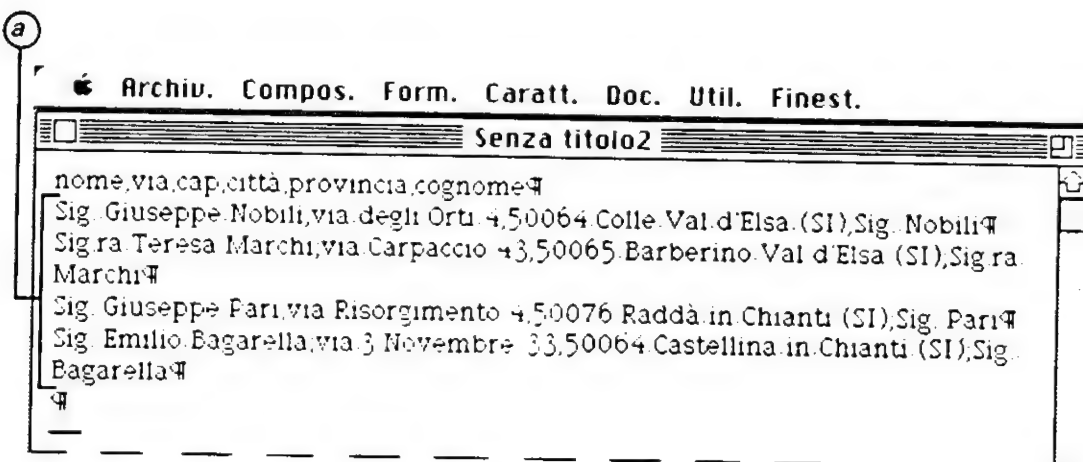 a
Archiv. Compos. Form. Caratt. Doc. Util. Finest.
Senza titolo2
nome,via,cap,città,provincia,cognome¶
Sig. Giuseppe Nobili,via degli Orti 4,50064 Colle Val d'Elsa (SI),Sig. Nobili¶
Sig.ra Teresa Marchi,via Carpaccio 43,50065 Barberino Val d'Elsa (SI),Sig.ra
Marchi¶
Sig. Giuseppe Pari,via Risorgimento 4,50076 Raddà in Chianti (SI),Sig. Pari¶
Sig. Emilio Bagarella,via 3 Novembre 33,50064 Castellina in Chianti (SI),Sig.
Bagarella¶
¶